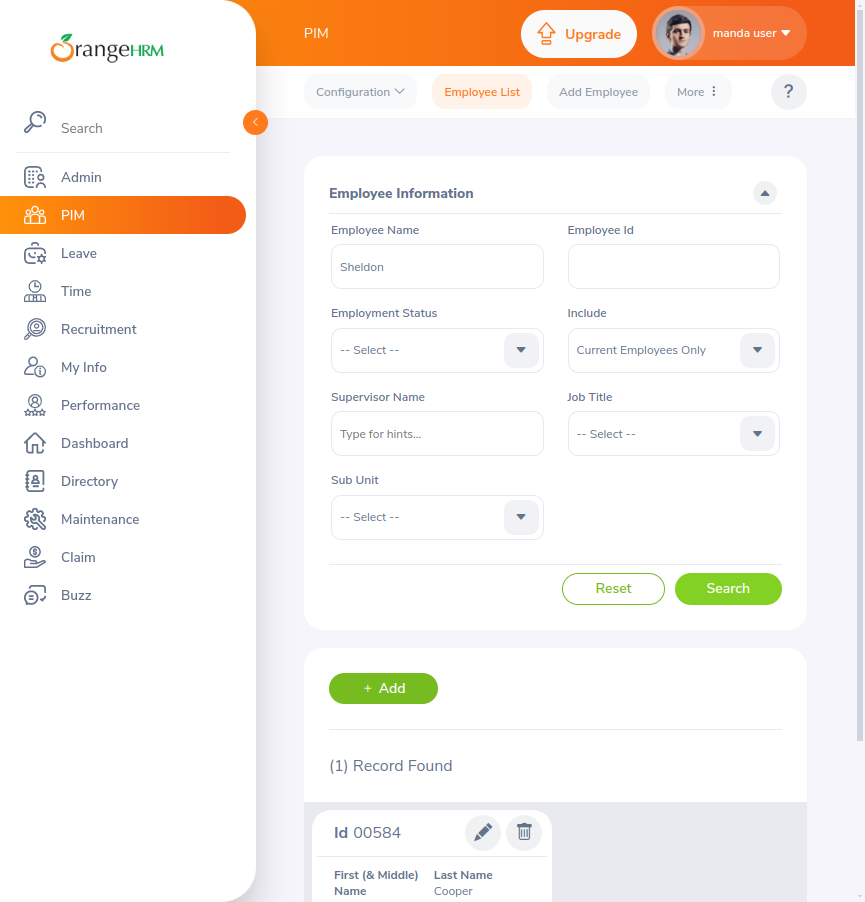 OrangeHRM
Search
Admin
PIM
Leave
Time
Recruitment
My Info
Performance
Dashboard
Directory
Maintenance
Claim
Buzz
PIM
Upgrade
manda user
Configuration
Employee List
Add Employee
More
?
Employee Information
Employee Name
Employee Id
Sheldon
Employment Status
Include
-- Select --
Current Employees Only
Supervisor Name
Job Title
Type for hints...
-- Select --
Sub Unit
-- Select --
Reset
Search
+ Add
(1) Record Found
Id 00584
First (& Middle) Name
Last Name
Cooper